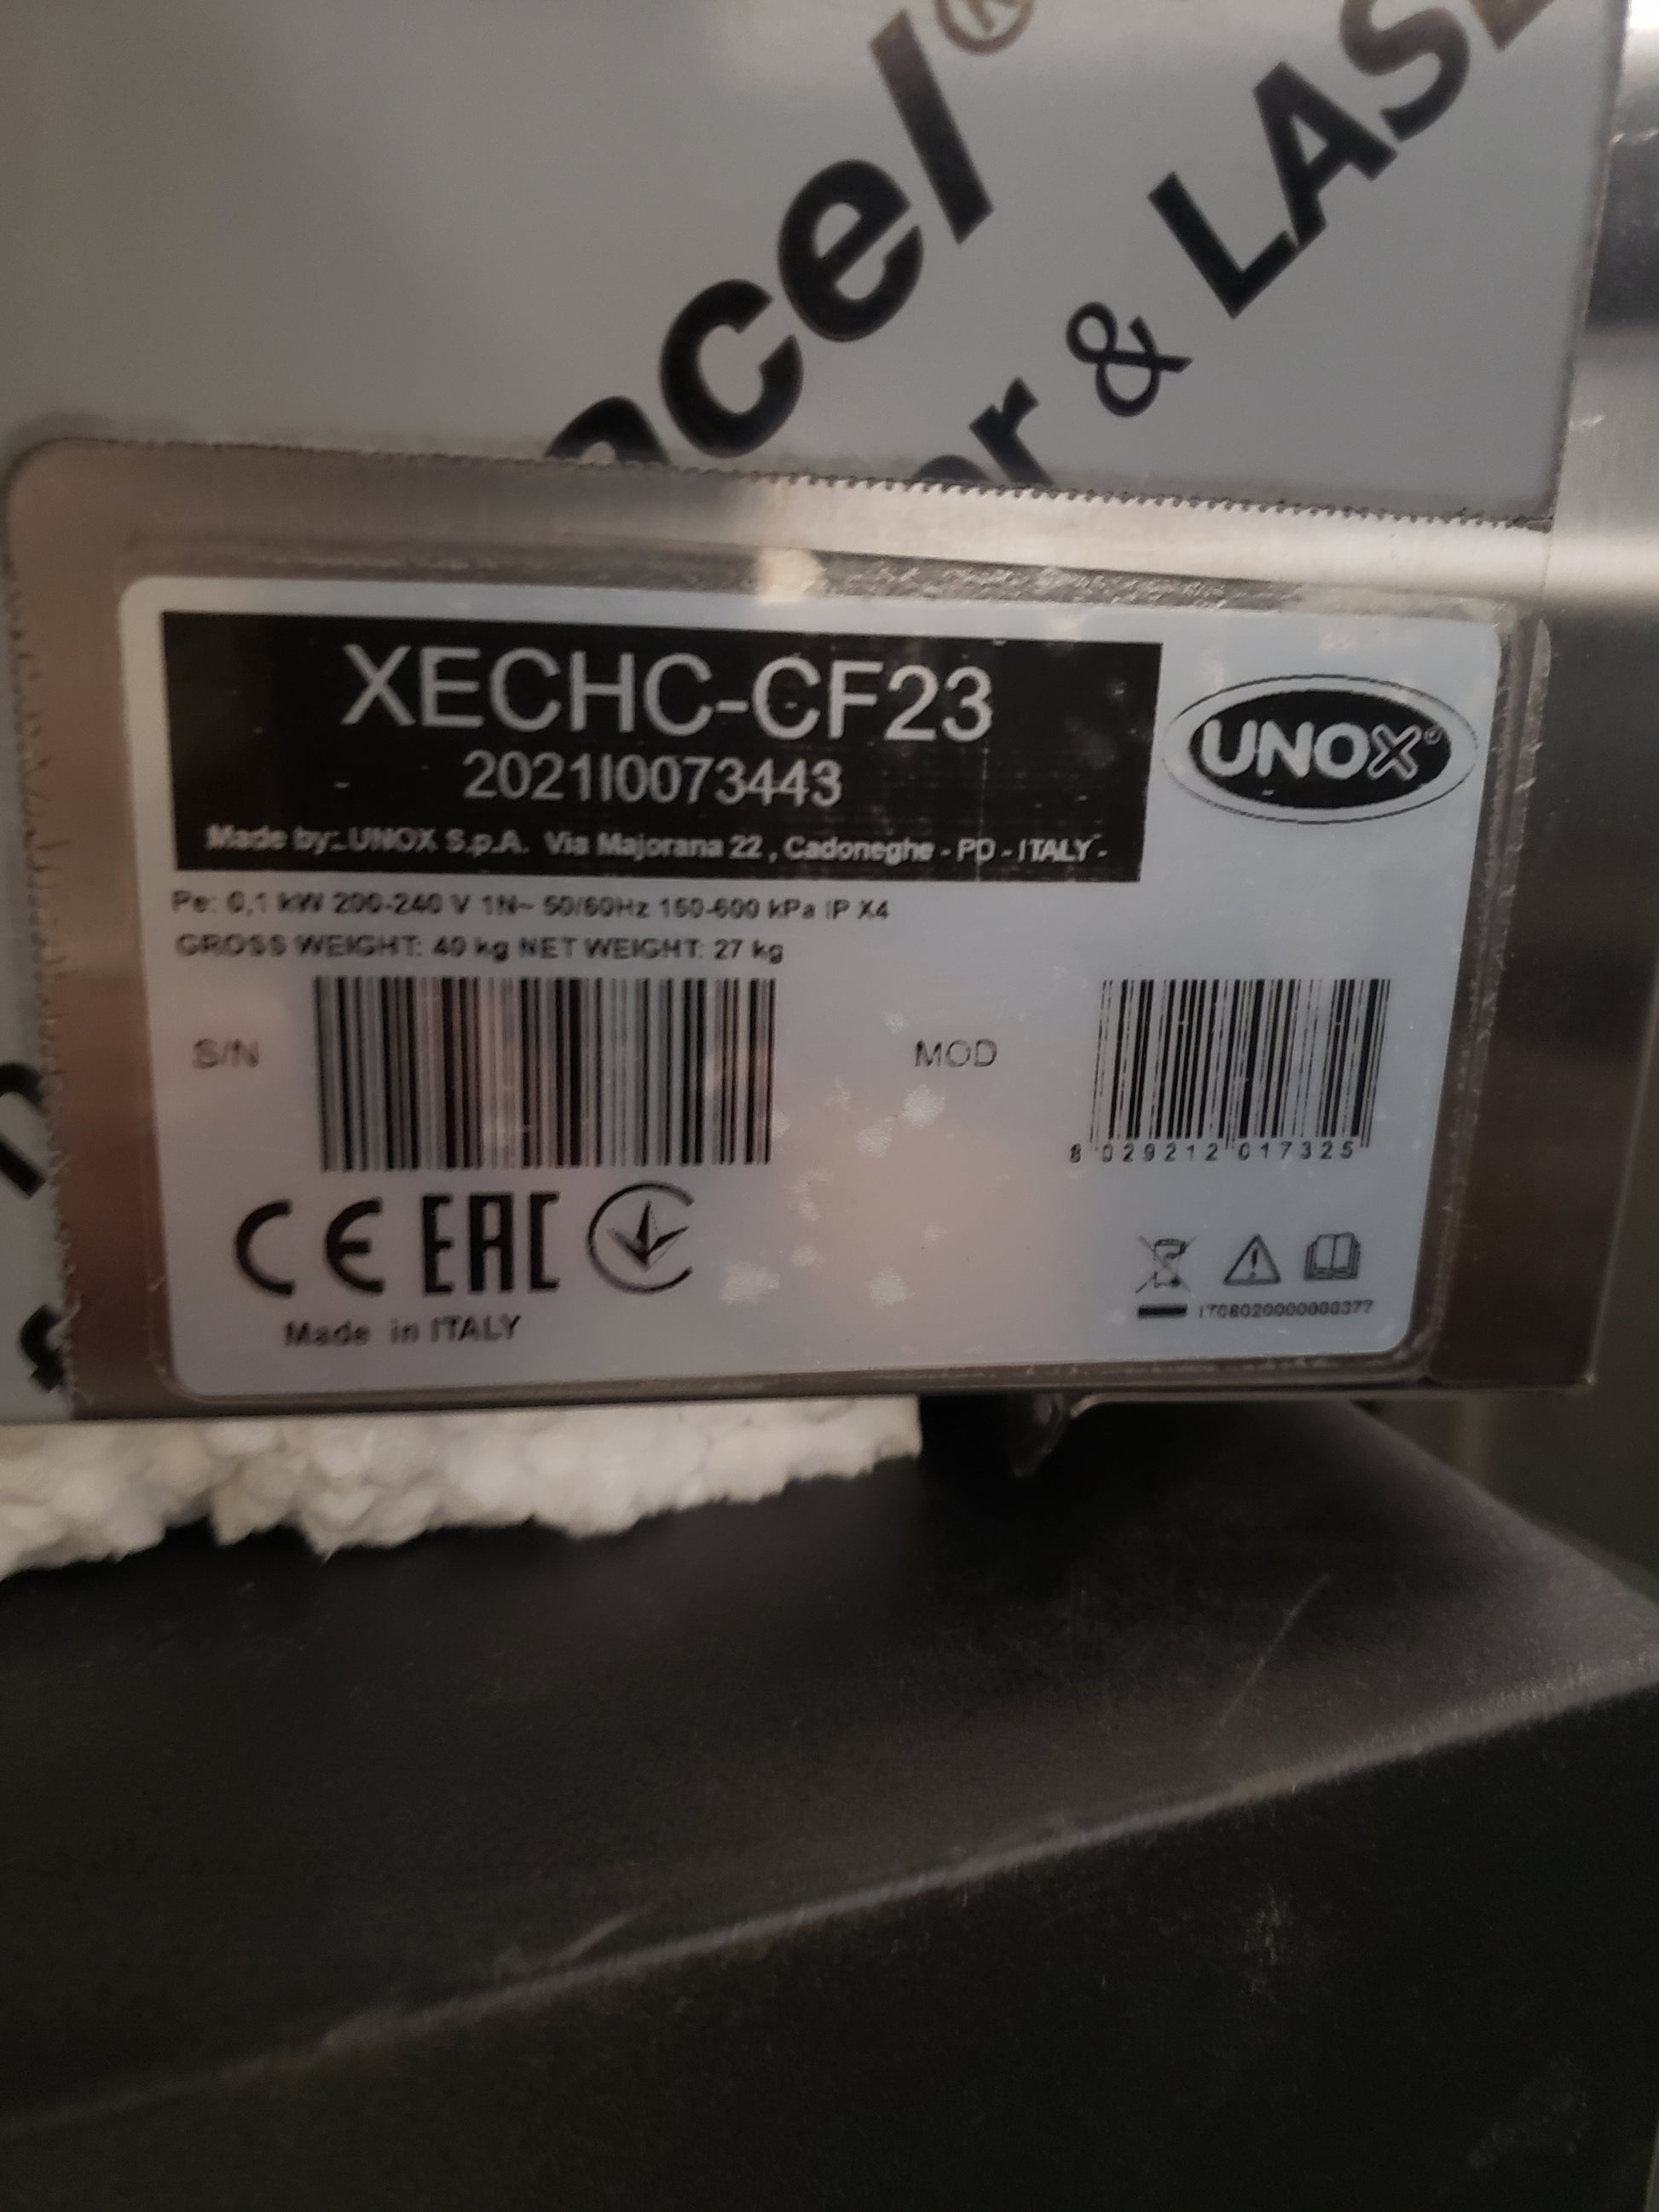 & LAS
XECHC-CF23
2021I0073443
UNOX
Made by: UNOX S.p.A. Via Majorana 22 , Cadoneghe - PD - ITALY -
Pe: 0,1 kW 200-240 V 1N~ 50/60Hz 150-600 kPa IP X4
GROSS WEIGHT: 40 kg NET WEIGHT: 27 kg
S/N
MOD
8 029212 017325
CE EAC
IT08020000000377
Made in ITALY